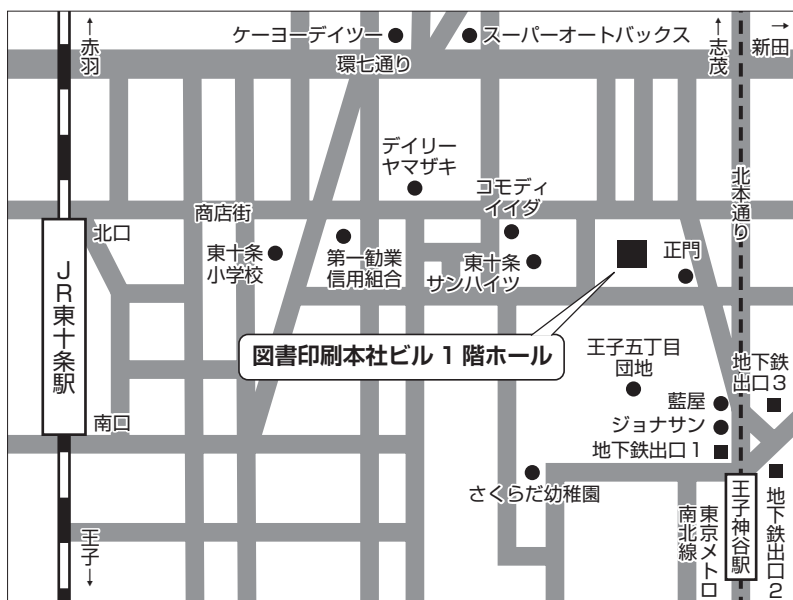 ケーヨーデイツー
スーパーオートバックス
←赤羽
環七通り
←志茂
→
新田
デイリー
ヤマザキ
コモディ
イイダ
北本通り
商店街
北口
東十条
小学校
第一勧業
信用組合
東十条
サンハイツ
正門
JR東十条駅
図書印刷本社ビル 1 階ホール
王子五丁目
団地
地下鉄
出口3
藍屋
ジョナサン
地下鉄出口1
南口
さくらだ幼稚園
王子→
東京メトロ
南北線
王子神谷駅
地下鉄出口2